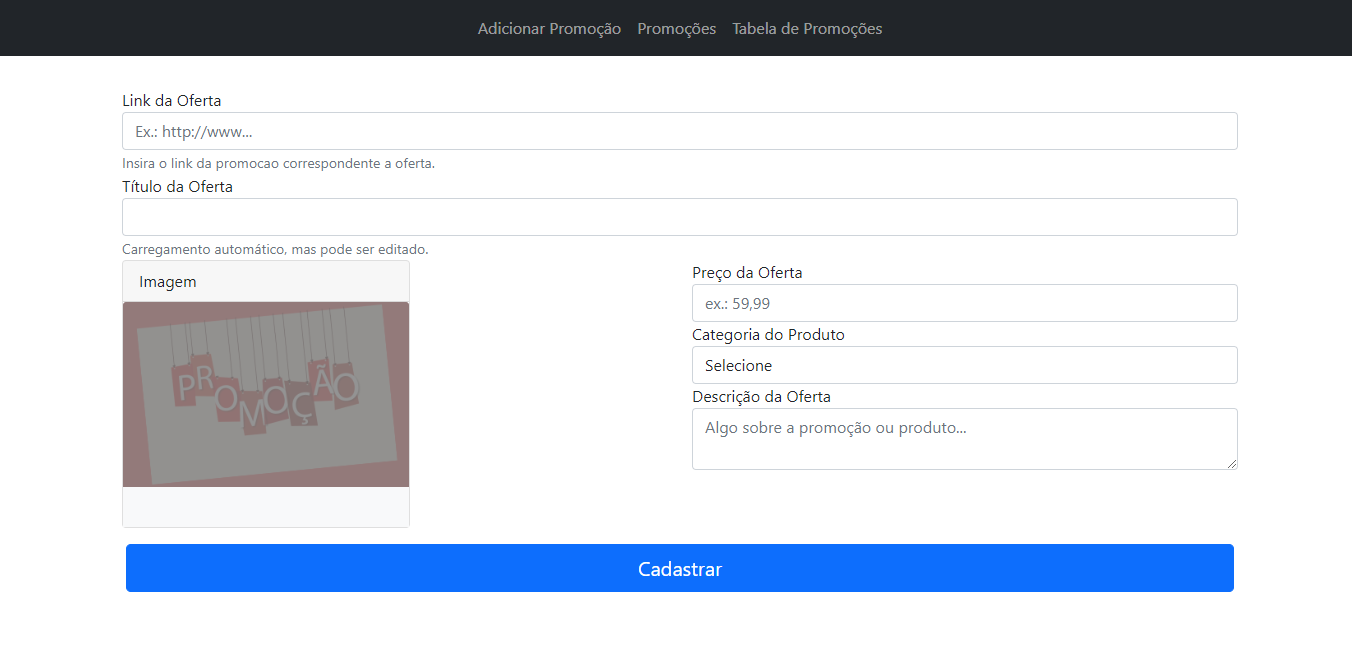 Adicionar Promoção Promoções Tabela de Promoções
Link da Oferta
Ex.: http://www...
Insira o link da promocao correspondente a oferta.
Título da Oferta
Carregamento automático, mas pode ser editado.
Imagem
PROMOÇÃO
Preço da Oferta
ex.: 59,99
Categoria do Produto
Selecione
Descrição da Oferta
Algo sobre a promoção ou produto...
Cadastrar